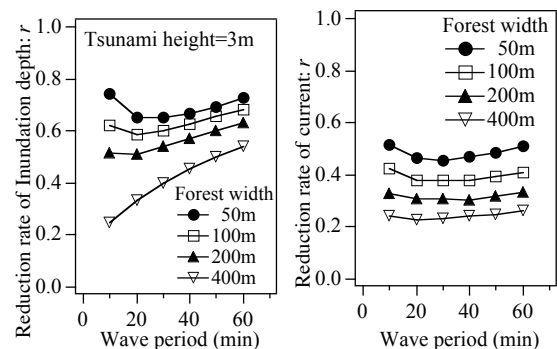 Reduction rate of Inundation depth: r
1.0
0.8
0.6
0.4
0.2
0.0
Tsunami height=3m
Forest width
50m
100m
200m
400m
0
20
40
60
Wave period (min)
Reduction rate of current: r
1.0
0.8
0.6
0.4
0.2
0.0
Forest width
50m
100m
200m
400m
0
20
40
60
Wave period (min)